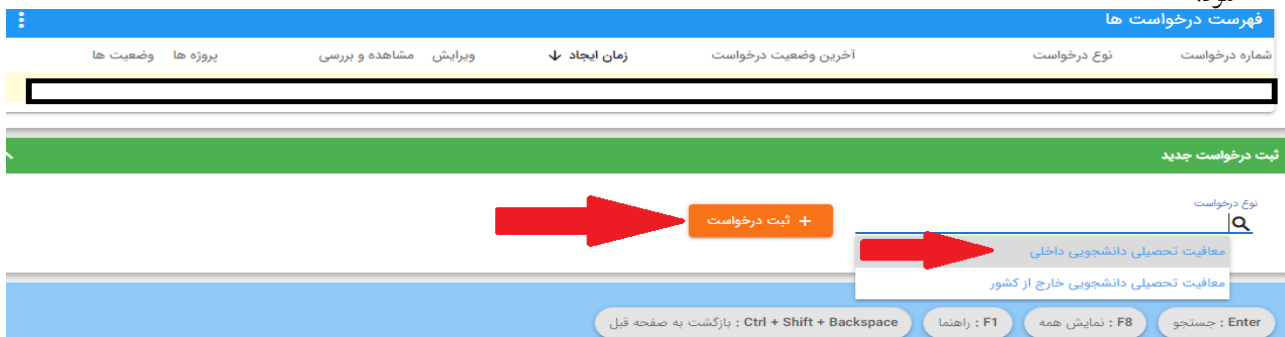 شود.
فهرست درخواست ها
شماره درخواست نوع درخواست آخرین وضعیت درخواست زمان ایجاد ↓ ویرایش مشاهده و بررسی پروژه ها وضعیت ها
ثبت درخواست جدید
نوع درخواست
+ ثبت درخواست
معافیت تحصیلی دانشجویی داخلی
معافیت تحصیلی دانشجویی خارج از کشور
Enter : جستجو F8 : نمایش همه F1 : راهنما Ctrl + Shift + Backspace : بازگشت به صفحه قبل